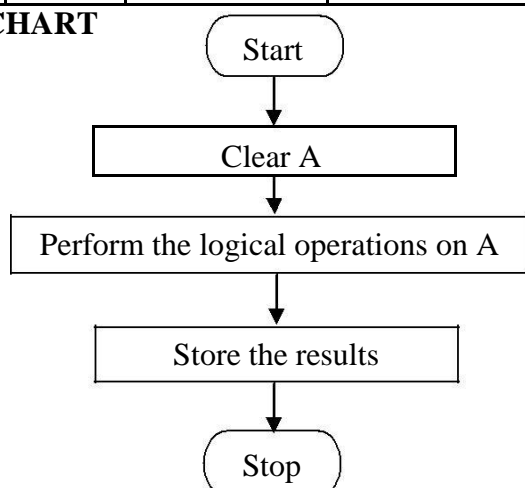 CHART
Start
Clear A
Perform the logical operations on A
Store the results
Stop